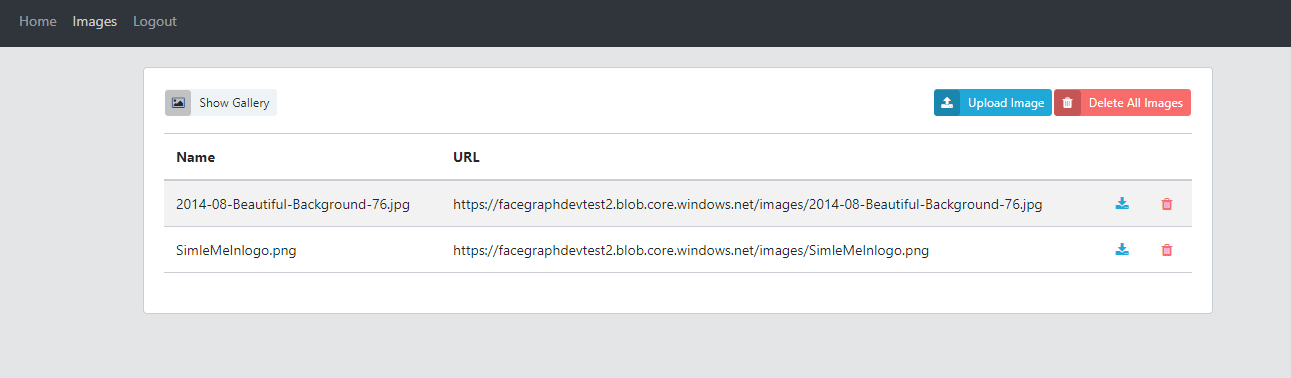 Home Images Logout
Show Gallery Upload Image Delete All Images
Name URL
2014-08-Beautiful-Background-76.jpg https://facegraphdevtest2.blob.core.windows.net/images/2014-08-Beautiful-Background-76.jpg
SimleMeInlogo.png https://facegraphdevtest2.blob.core.windows.net/images/SimleMeInlogo.png